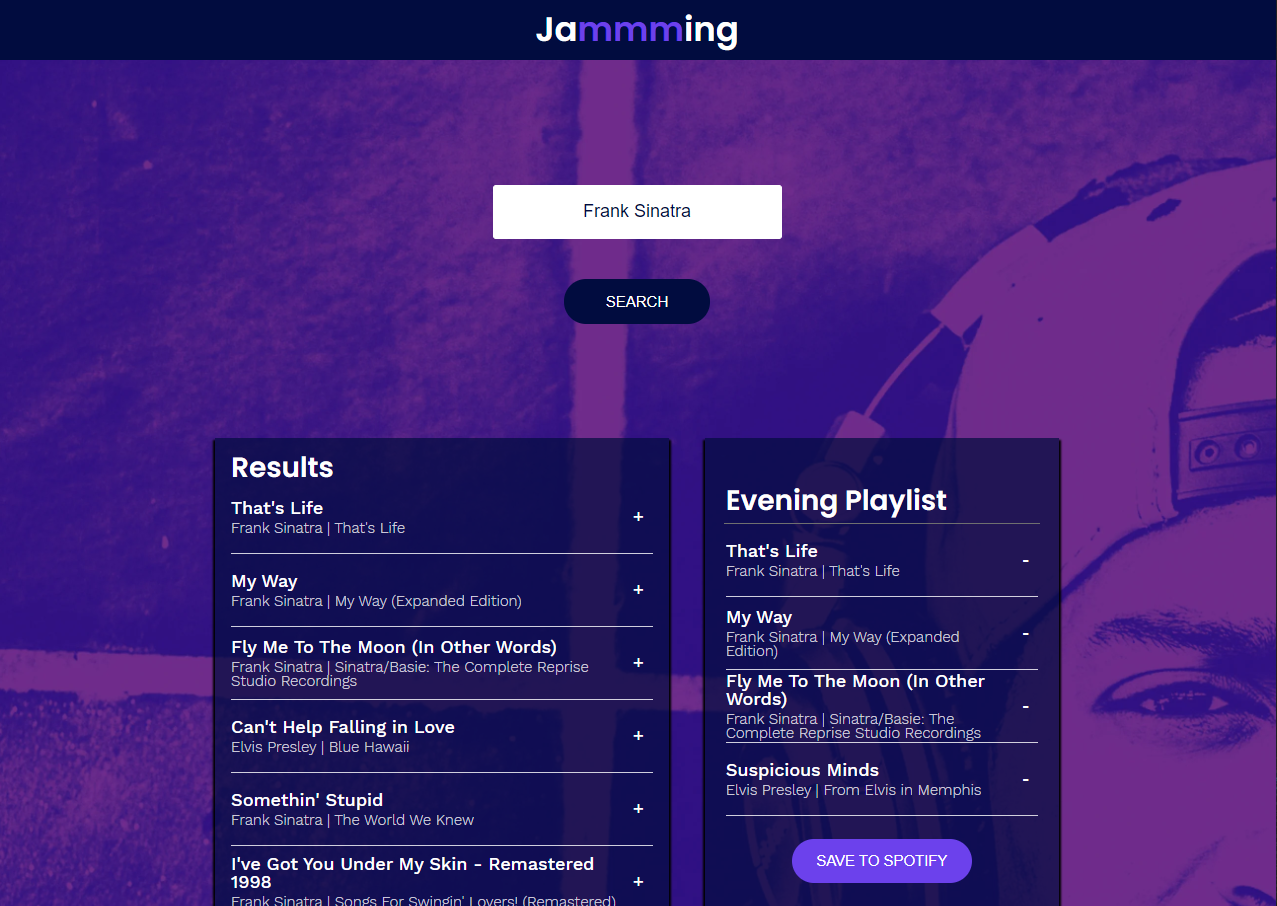 Jammming
Frank Sinatra
SEARCH
Results
That's Life
Frank Sinatra | That's Life
+
My Way
Frank Sinatra | My Way (Expanded Edition)
+
Fly Me To The Moon (In Other Words)
Frank Sinatra | Sinatra/Basie: The Complete Reprise
Studio Recordings
+
Can't Help Falling in Love
Elvis Presley | Blue Hawaii
+
Somethin' Stupid
Frank Sinatra | The World We Knew
+
I've Got You Under My Skin - Remastered
1998
Frank Sinatra | Songs For Swingin' Lovers! (Remastered)
+
Evening Playlist
That's Life
Frank Sinatra | That's Life
-
My Way
Frank Sinatra | My Way (Expanded
Edition)
-
Fly Me To The Moon (In Other
Words)
Frank Sinatra | Sinatra/Basie: The
Complete Reprise Studio Recordings
-
Suspicious Minds
Elvis Presley | From Elvis in Memphis
-
SAVE TO SPOTIFY